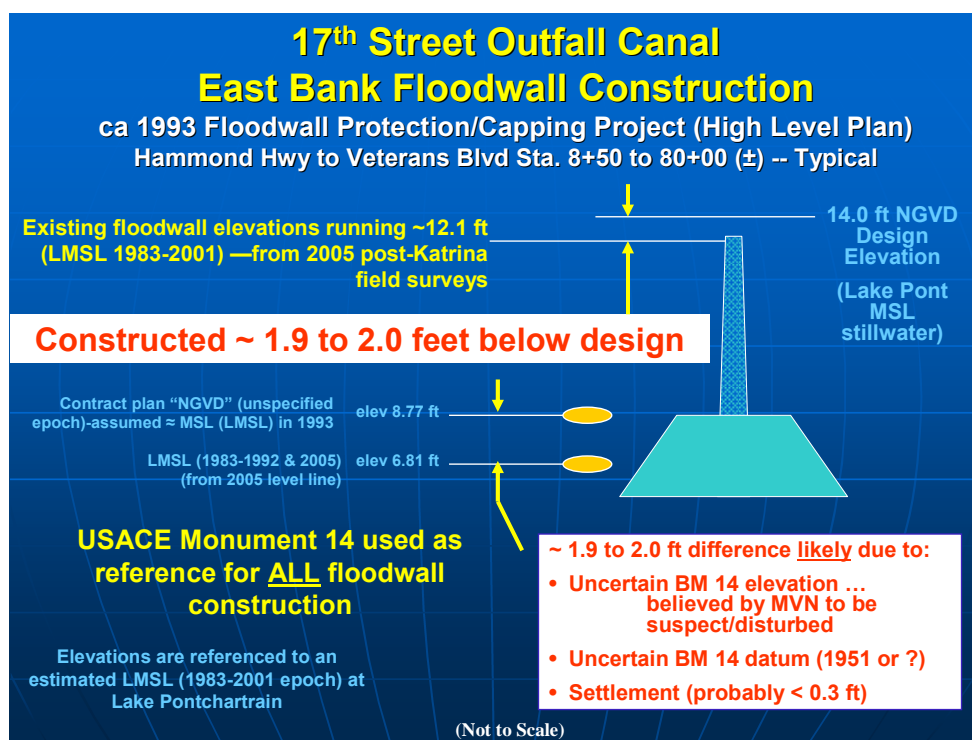 17th Street Outfall Canal
East Bank Floodwall Construction
ca 1993 Floodwall Protection/Capping Project (High Level Plan)
Hammond Hwy to Veterans Blvd Sta. 8+50 to 80+00 (±) -- Typical
Existing floodwall elevations running ~12.1 ft
(LMSL 1983-2001) —from 2005 post-Katrina
field surveys
14.0 ft NGVD
Design
Elevation
(Lake Pont
MSL
stillwater)
Constructed ~ 1.9 to 2.0 feet below design
Contract plan “NGVD” (unspecified
epoch)-assumed ≈ MSL (LMSL) in 1993
elev 8.77 ft
LMSL (1983-1992 & 2005)
(from 2005 level line)
elev 6.81 ft
USACE Monument 14 used as
reference for ALL floodwall
construction
Elevations are referenced to an
estimated LMSL (1983-2001 epoch) at
Lake Pontchartrain
~ 1.9 to 2.0 ft difference likely due to:
• Uncertain BM 14 elevation …
believed by MVN to be
suspect/disturbed
• Uncertain BM 14 datum (1951 or ?)
• Settlement (probably < 0.3 ft)
(Not to Scale)